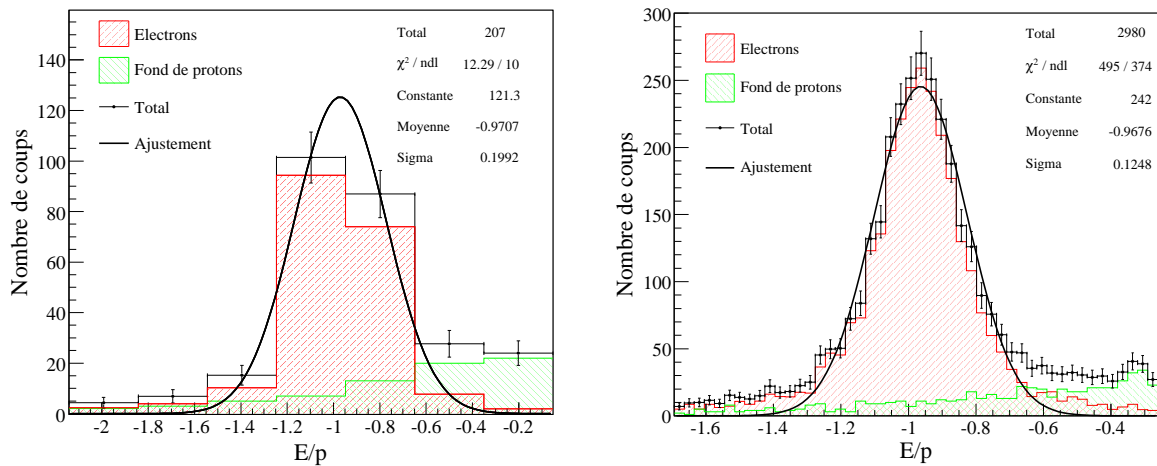 Nombre de coups
160
140
120
100
80
60
40
20
0
Electrons
Fond de protons
Total
Ajustement
Total 207
χ² / ndl 12.29 / 10
Constante 121.3
Moyenne -0.9707
Sigma 0.1992
-2 -1.8 -1.6 -1.4 -1.2 -1 -0.8 -0.6 -0.4 -0.2
E/p
Nombre de coups
300
250
200
150
100
50
0
Electrons
Fond de protons
Total
Ajustement
Total 2980
χ² / ndl 495 / 374
Constante 242
Moyenne -0.9676
Sigma 0.1248
-1.6 -1.4 -1.2 -1 -0.8 -0.6 -0.4
E/p